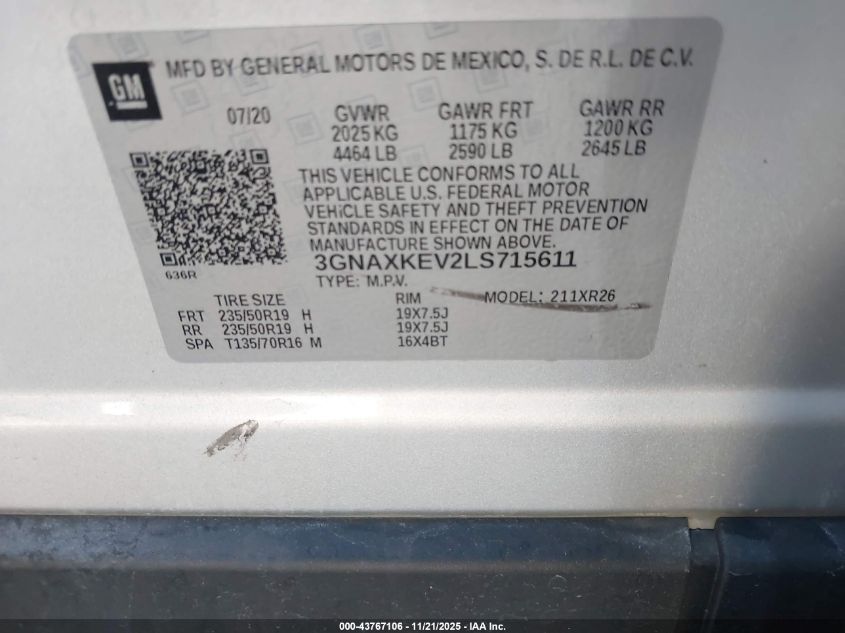 GM
MFD BY GENERAL MOTORS DE MEXICO, S. DE R.L. DE C.V.
07/20 GVWR GAWR FRT GAWR RR
2025 KG 1175 KG 1200 KG
4464 LB 2590 LB 2645 LB
THIS VEHICLE CONFORMS TO ALL
APPLICABLE U.S. FEDERAL MOTOR
VEHICLE SAFETY AND THEFT PREVENTION
STANDARDS IN EFFECT ON THE DATE OF
MANUFACTURE SHOWN ABOVE.
636R
3GNAXKEV2LS715611
TYPE: M.P.V.
TIRE SIZE RIM MODEL: 211XR26
FRT 235/50R19 H 19X7.5J
RR 235/50R19 H 19X7.5J
SPA T135/70R16 M 16X4BT
000-43767106 - 11/21/2025 - IAA Inc.